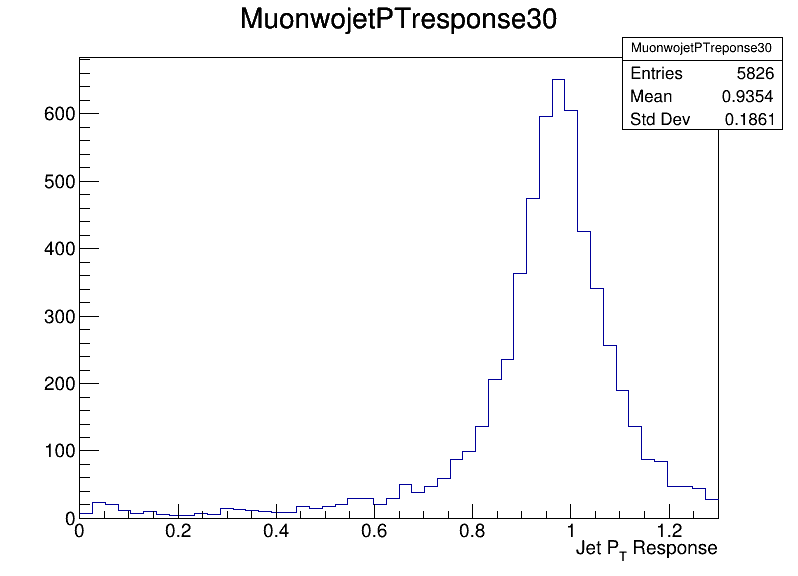 MuonwojetPTresponse30
MuonwojetPTreponse30
Entries 5826
Mean 0.9354
Std Dev 0.1861
600
500
400
300
200
100
0
0 0.2 0.4 0.6 0.8 1 1.2
Jet PT Response